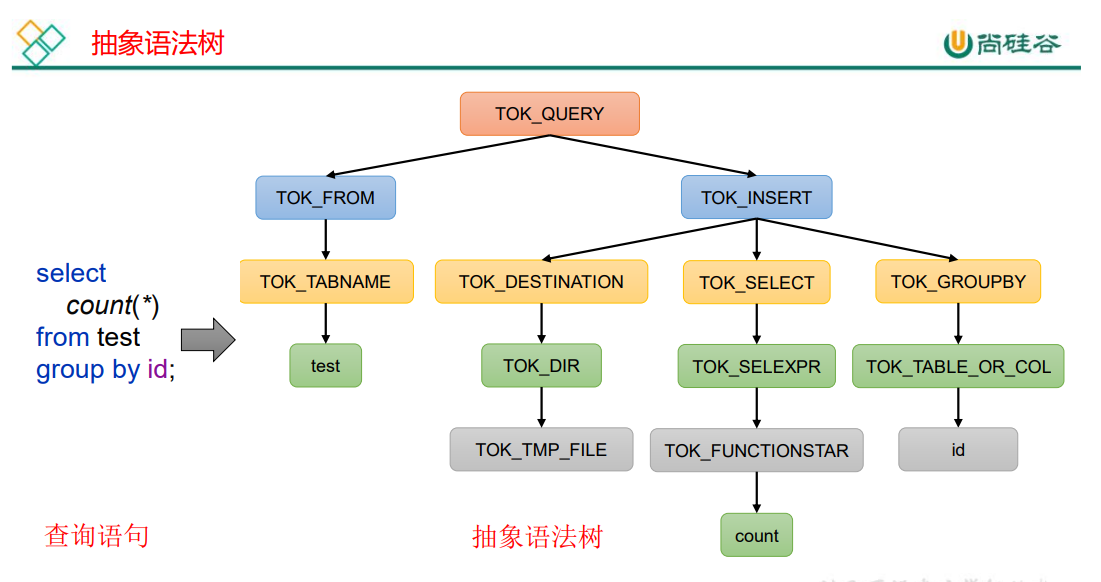 抽象语法树
尚硅谷
TOK_QUERY
TOK_FROM
TOK_INSERT
TOK_TABNAME
TOK_DESTINATION
TOK_SELECT
TOK_GROUPBY
select
count(*)
from test
group by id;
test
TOK_DIR
TOK_SELEXPR
TOK_TABLE_OR_COL
TOK_TMP_FILE
TOK_FUNCTIONSTAR
id
count
查询语句
抽象语法树